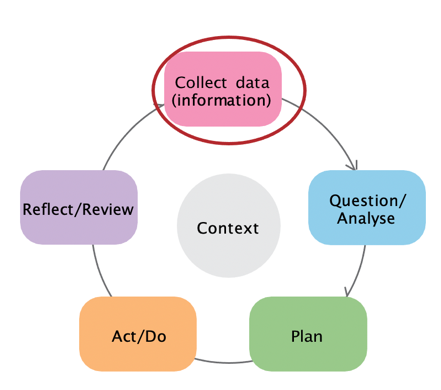 Collect data
(information)
Question/
Analyse
Plan
Act/Do
Reflect/Review
Context